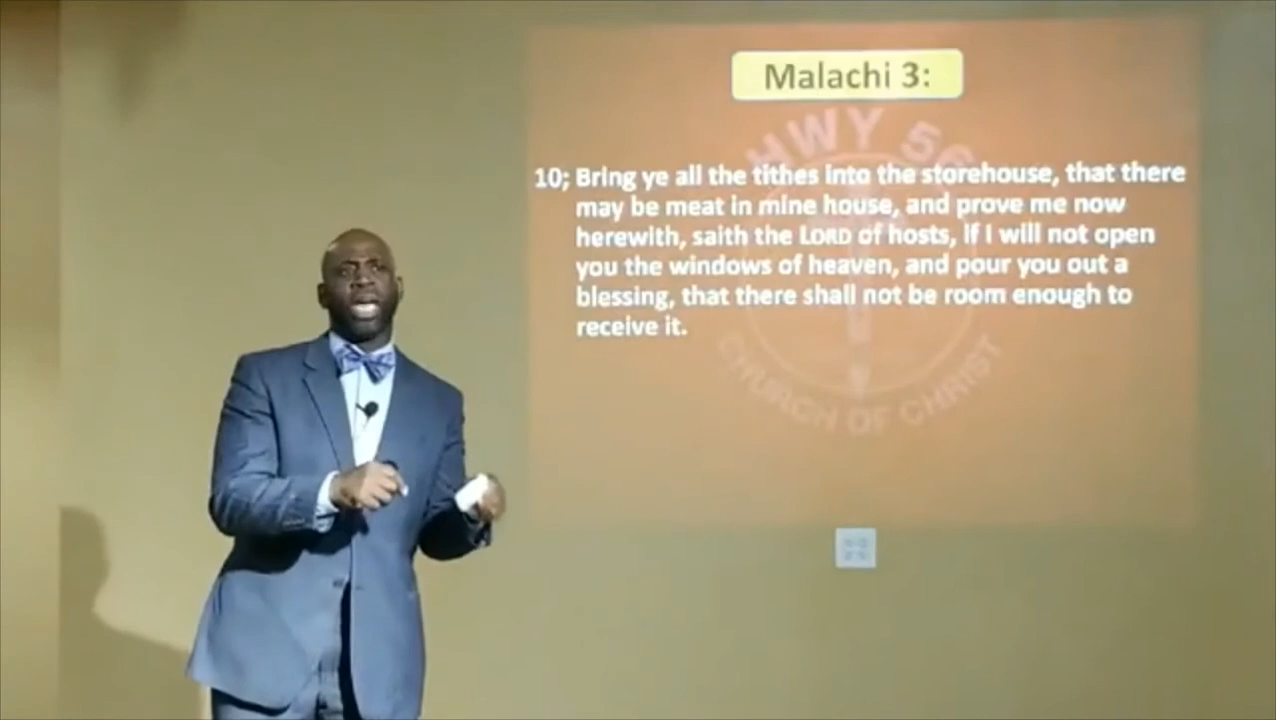 Malachi 3:
HWY 56
10; Bring ye all the tithes into the storehouse, that there
may be meat in mine house, and prove me now
herewith, saith the LORD of hosts, if I will not open
you the windows of heaven, and pour you out a
blessing, that there shall not be room enough to
receive it.
CHURCH OF CHRIST